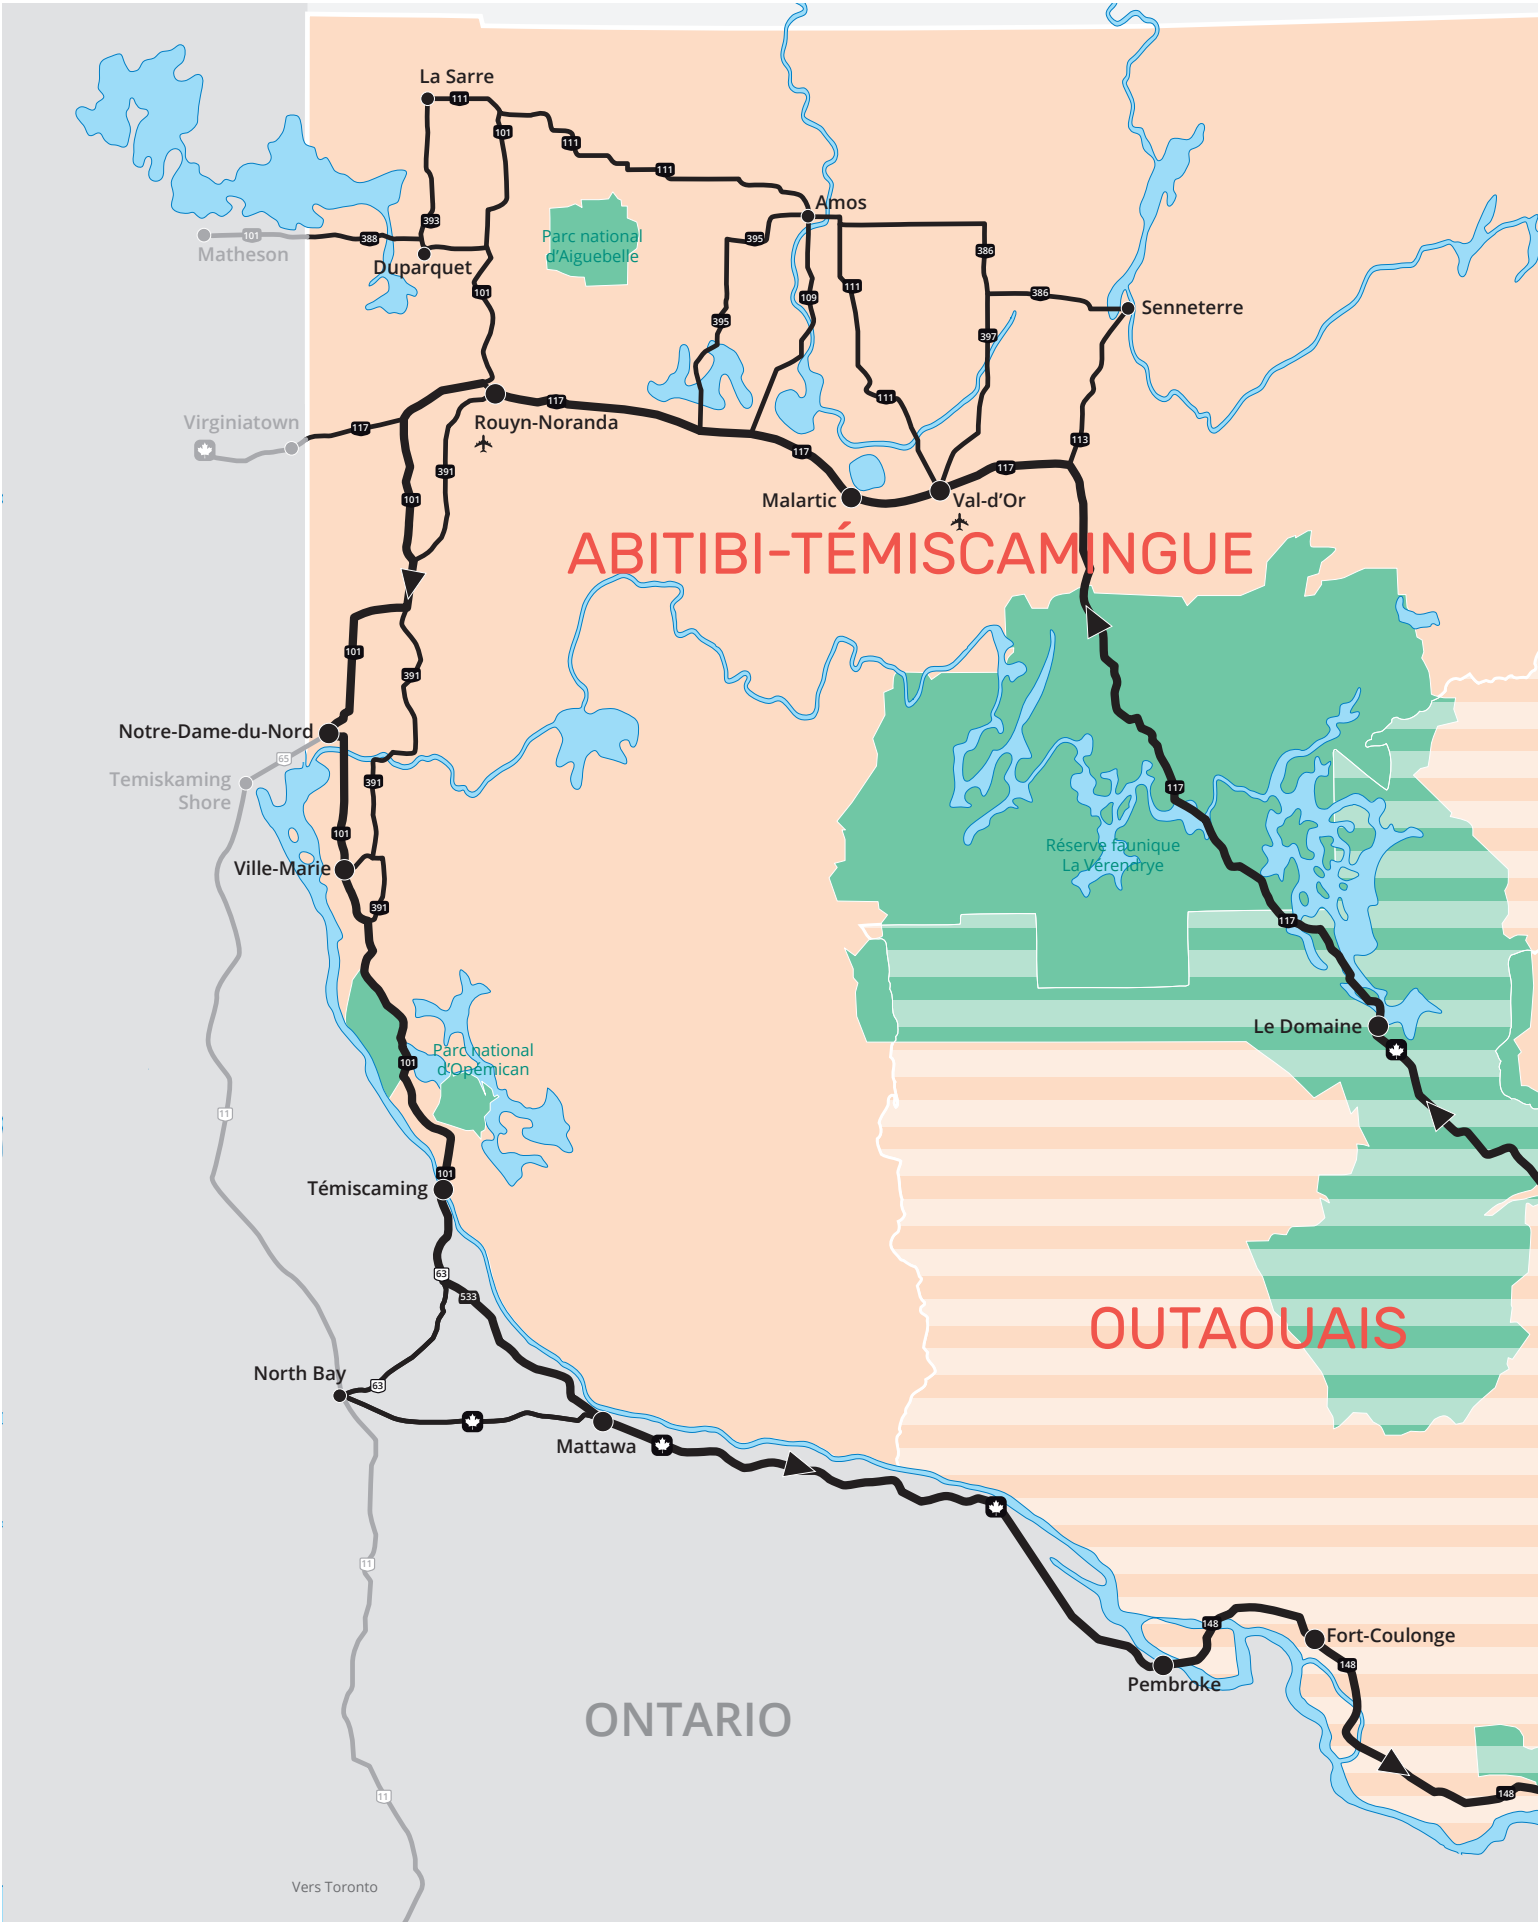 La Sarre
111
101
111
111
Amos
393
101
388
Matheson
Duparquet
Parc national
d'Aiguebelle
395
386
101
109
111
386
Senneterre
395
397
117
111
Virginiatown
117
Rouyn-Noranda
113
117
391
117
101
Malartic
Val-d'Or
ABITIBI-TÉMISCAMINGUE
101
391
Notre-Dame-du-Nord
65
Temiskaming
Shore
391
117
101
Réserve faunique
La Vérendrye
Ville-Marie
391
117
Le Domaine
Parc national
d'Opémican
101
11
101
Témiscaming
63
533
OUTAOUAIS
North Bay
63
Mattawa
11
148
Fort-Coulonge
148
Pembroke
ONTARIO
11
148
Vers Toronto